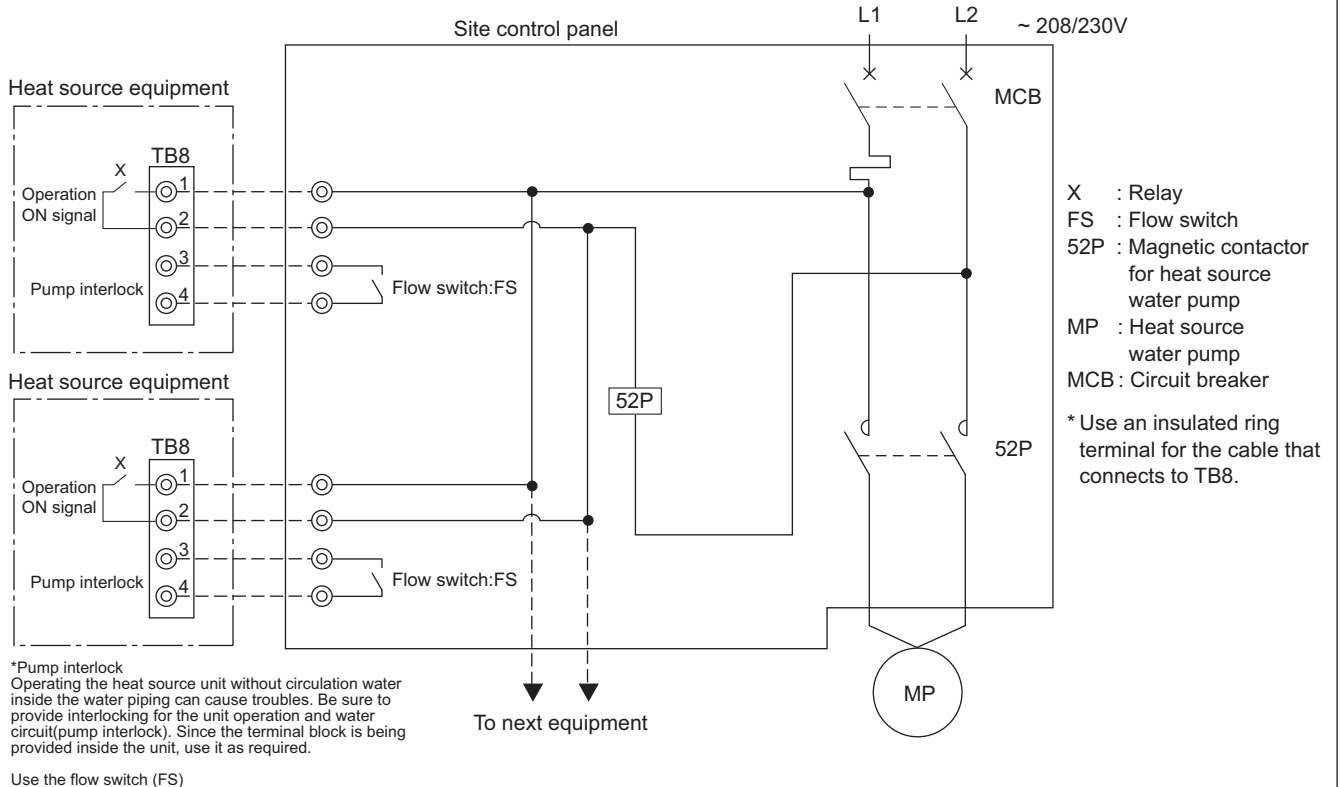 Site control panel
L1
L2
~ 208/230V
MCB
Heat source equipment
TB8
X
Operation
ON signal
1
2
3
4
Pump interlock
Flow switch:FS
52P
Heat source equipment
TB8
X
Operation
ON signal
1
2
3
4
Pump interlock
Flow switch:FS
52P
MP
To next equipment
X : Relay
FS : Flow switch
52P : Magnetic contactor
for heat source
water pump
MP : Heat source
water pump
MCB : Circuit breaker
* Use an insulated ring
terminal for the cable that
connects to TB8.
*Pump interlock
Operating the heat source unit without circulation water
inside the water piping can cause troubles. Be sure to
provide interlocking for the unit operation and water
circuit(pump interlock). Since the terminal block is being
provided inside the unit, use it as required.
Use the flow switch (FS)